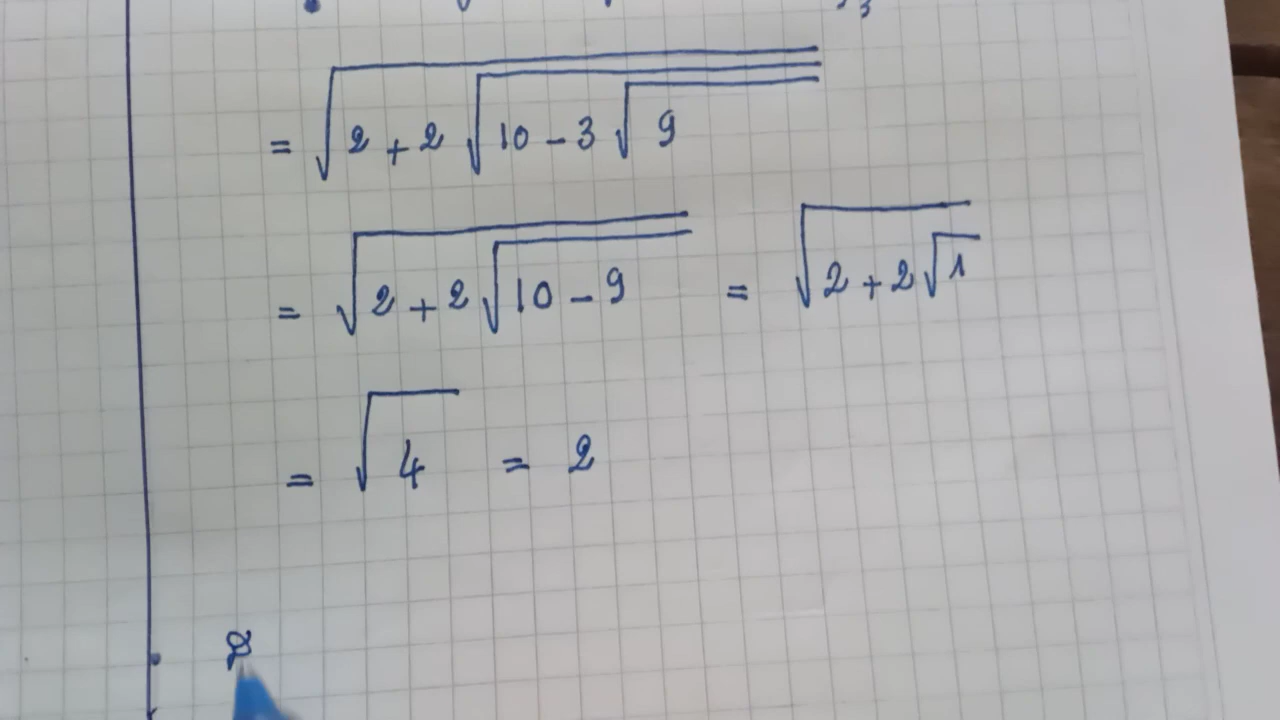 = √(2 + 2√(10 - 3√9))
= √(2 + 2√(10 - 9)) = √(2 + 2√1)
= √4 = 2